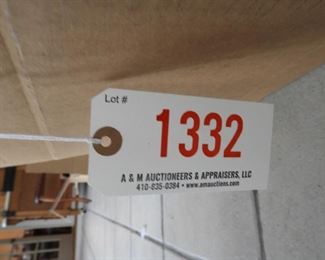 Lot #
1332
A & M AUCTIONEERS & APPRAISERS, LLC
410-835-0384 • www.amauctions.com